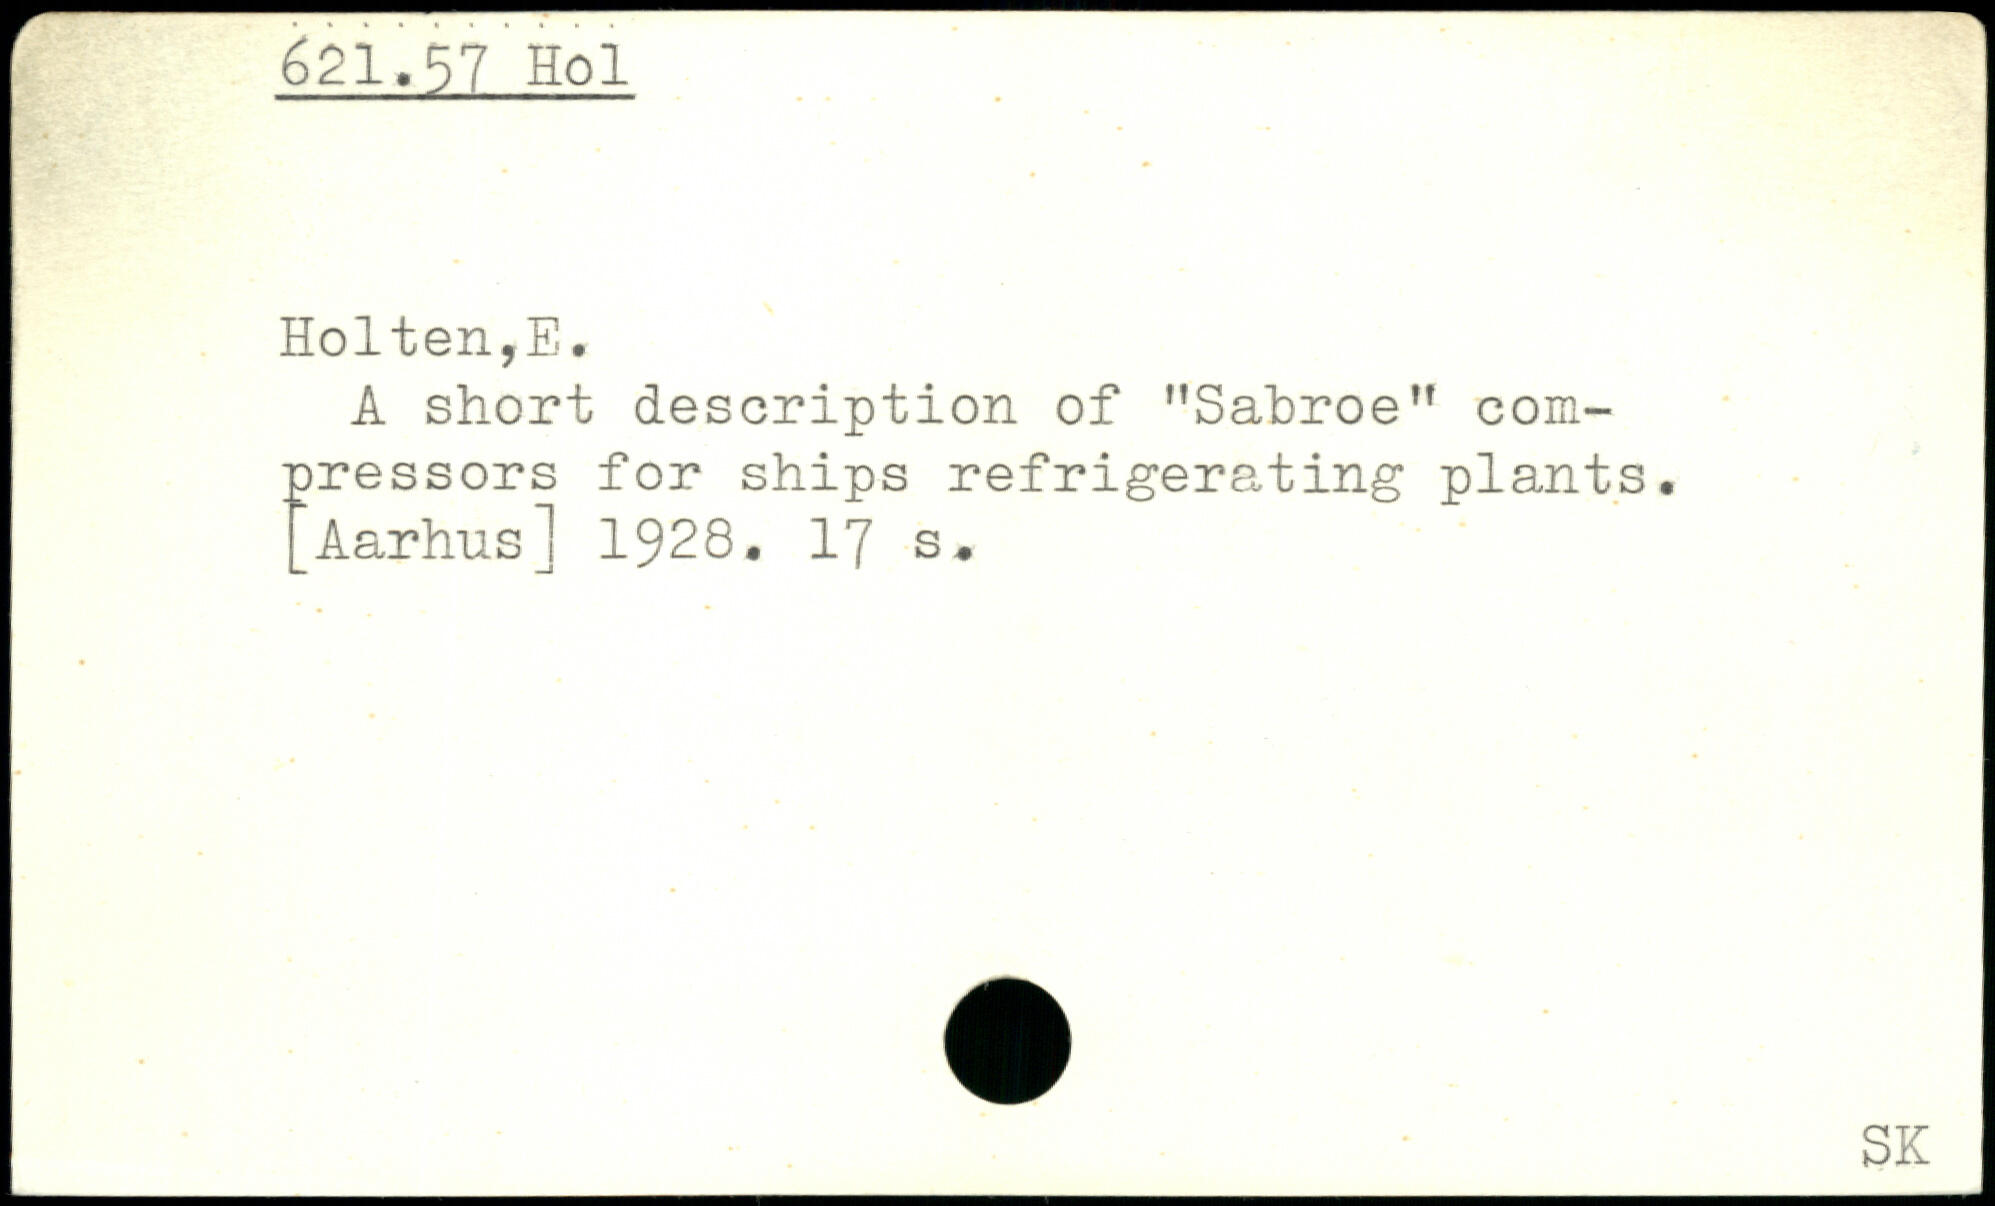 621.57 Hol
Holten,E.
A short description of "Sabroe" com-
pressors for ships refrigerating plants.
[Aarhus] 1928. 17 s.
SK